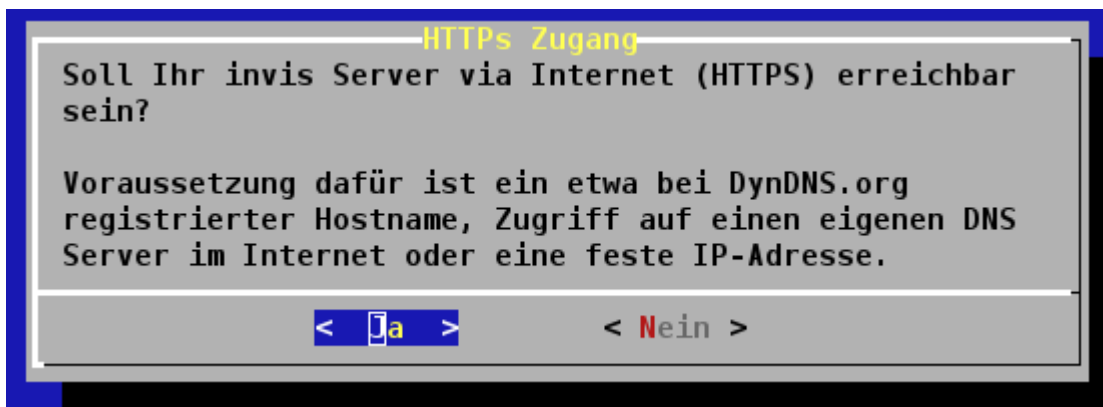 HTTPs Zugang
Soll Ihr invis Server via Internet (HTTPS) erreichbar
sein?
Voraussetzung dafür ist ein etwa bei DynDNS.org
registrierter Hostname, Zugriff auf einen eigenen DNS
Server im Internet oder eine feste IP-Adresse.
< Ja > < Nein >